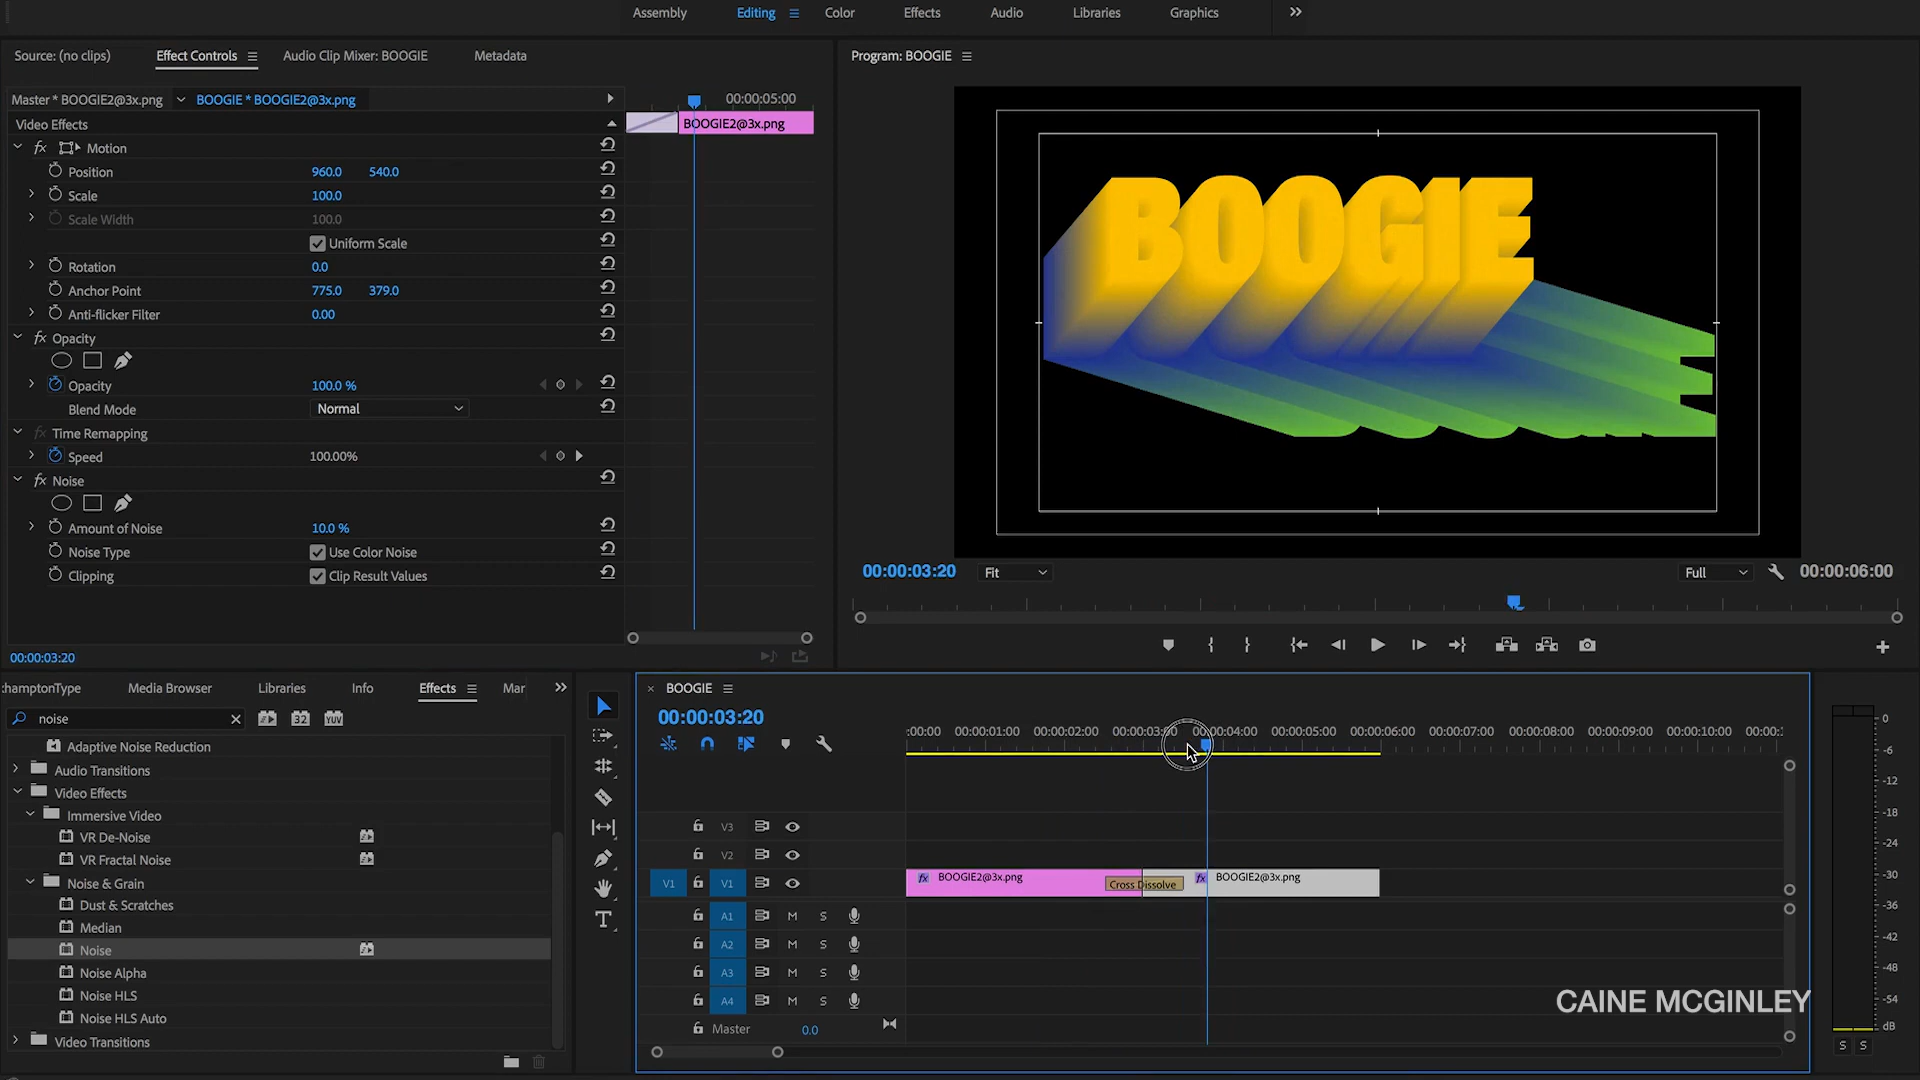 Assembly Editing Color Effects Audio Libraries Graphics
Source: (no clips) Effect Controls Audio Clip Mixer: BOOGIE Metadata
Program: BOOGIE
Master * BOOGIE2@3x.png BOOGIE * BOOGIE2@3x.png
00:00:05:00
Video Effects
BOOGIE2@3x.png
fx Motion
Position 960.0 540.0
Scale 100.0
Scale Width 100.0
Uniform Scale
Rotation 0.0
Anchor Point 775.0 379.0
Anti-flicker Filter 0.00
fx Opacity
Opacity 100.0 %
Blend Mode Normal
fx Time Remapping
Speed 100.00%
fx Noise
Amount of Noise 10.0 %
Noise Type Use Color Noise
Clipping Clip Result Values
00:00:03:20
BOOGIE
00:00:03:20 Fit Full 00:00:06:00
hamptonType Media Browser Libraries Info Effects Mar
noise
32 YUV
Adaptive Noise Reduction
Audio Transitions
Video Effects
Immersive Video
VR De-Noise
VR Fractal Noise
Noise & Grain
Dust & Scratches
Median
Noise
Noise Alpha
Noise HLS
Noise HLS Auto
Video Transitions
BOOGIE
00:00:03:20
:00:00 00:00:01:00 00:00:02:00 00:00:03:00 00:00:04:00 00:00:05:00 00:00:06:00 00:00:07:00 00:00:08:00 00:00:09:00 00:00:10:00 00:00:1
V3
V2
V1 V1 fx BOOGIE2@3x.png Cross Dissolve fx BOOGIE2@3x.png
A1 M S
A2 M S
A3 M S
A4 M S
Master 0.0
0
-6
-12
-18
-24
-30
-36
-42
-48
-54
dB
S S
CAINE MCGINLEY